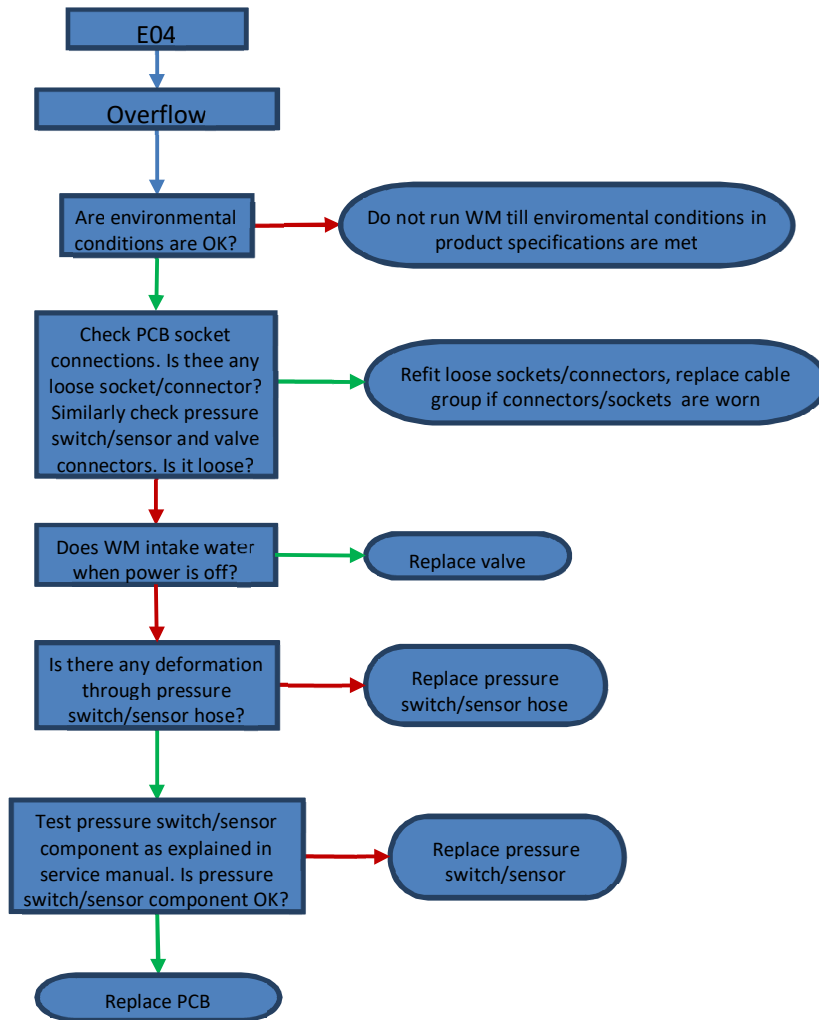 E04
Overflow
Are environmental
conditions are OK?
Do not run WM till enviromental conditions in
product specifications are met
Check PCB socket
connections. Is thee any
loose socket/connector?
Similarly check pressure
switch/sensor and valve
connectors. Is it loose?
Refit loose sockets/connectors, replace cable
group if connectors/sockets are worn
Does WM intake water
when power is off?
Replace valve
Is there any deformation
through pressure
switch/sensor hose?
Replace pressure
switch/sensor hose
Test pressure switch/sensor
component as explained in
service manual. Is pressure
switch/sensor component OK?
Replace pressure
switch/sensor
Replace PCB